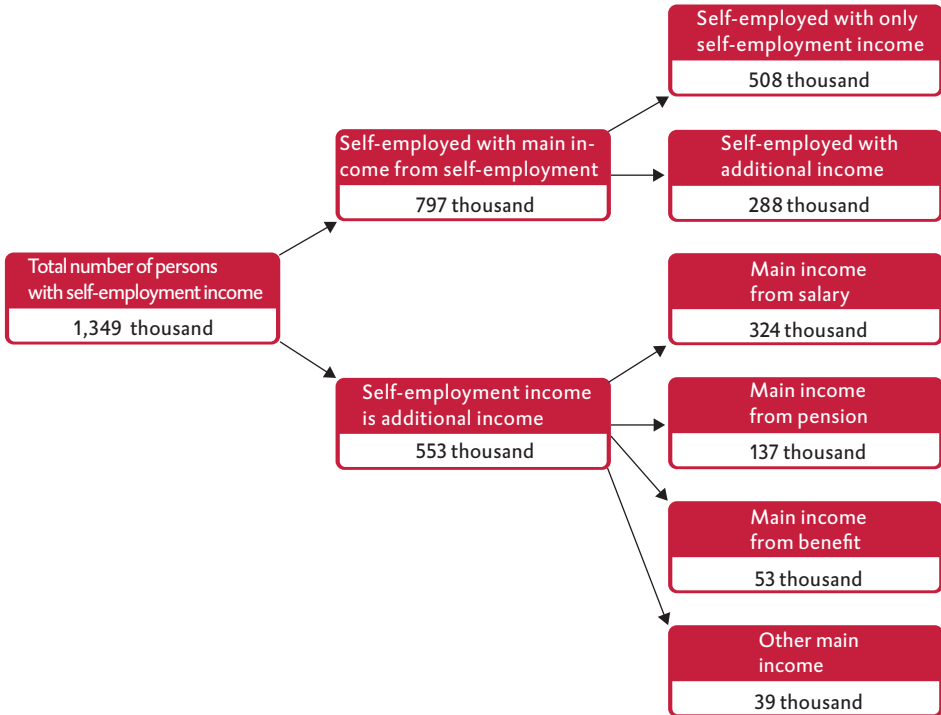 Self-employed with only
self-employment income
508 thousand
Self-employed with main in-
come from self-employment
797 thousand
Self-employed with
additional income
288 thousand
Total number of persons
with self-employment income
1,349 thousand
Main income
from salary
324 thousand
Self-employment income
is additional income
553 thousand
Main income
from pension
137 thousand
Main income
from benefit
53 thousand
Other main
income
39 thousand